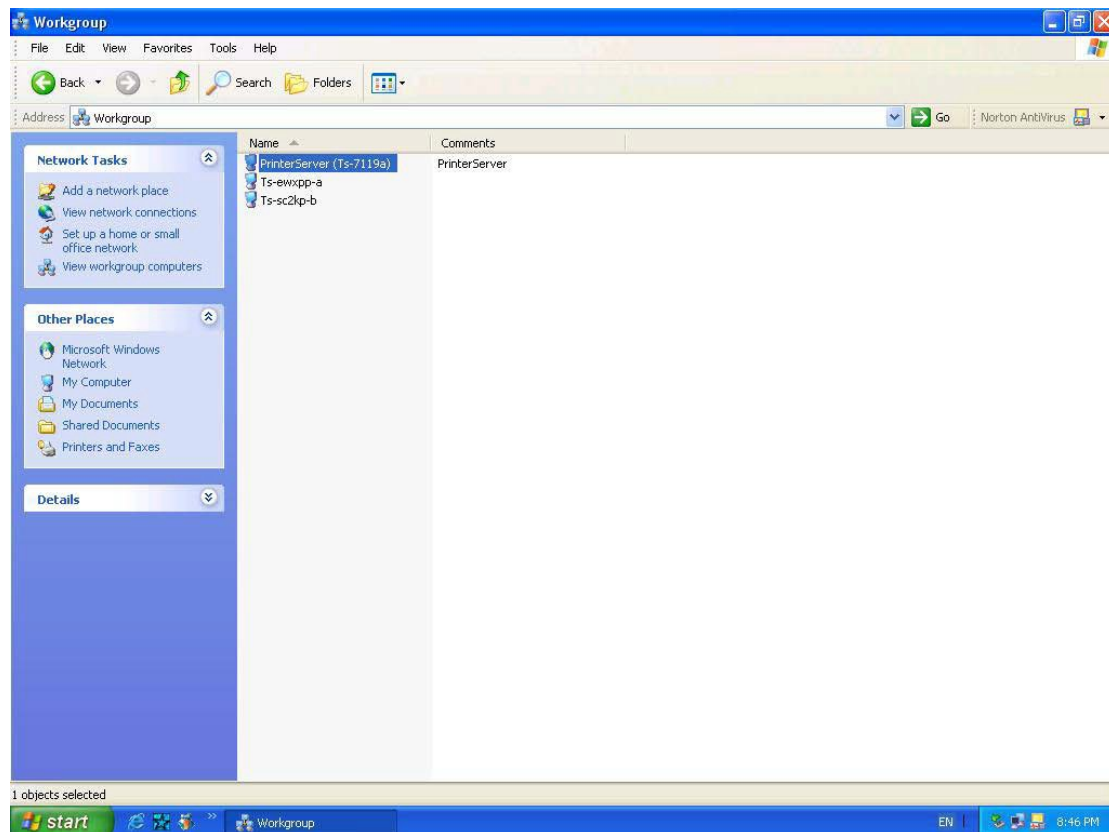 Workgroup
File Edit View Favorites Tools Help
Back Search Folders
Address Workgroup Go Norton AntiVirus
Name Comments
Network Tasks
Add a network place
View network connections
Set up a home or small
office network
View workgroup computers
Other Places
Microsoft Windows
Network
My Computer
My Documents
Shared Documents
Printers and Faxes
Details
PrinterServer (Ts-7119a) PrinterServer
Ts-ewxpp-a
Ts-sc2kp-b
1 objects selected
start Workgroup EN 8:46 PM